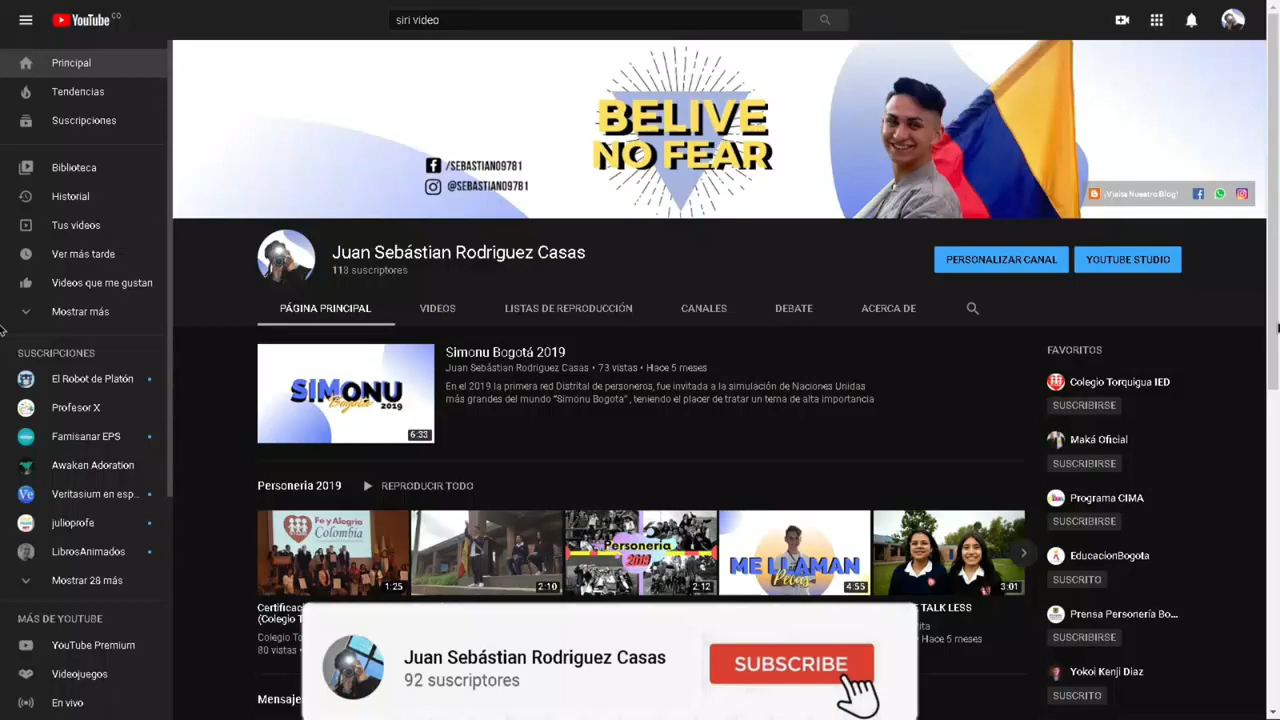 YouTube CO
siri video
Principal
Tendencias
Suscripciones
Biblioteca
Historial
Tus videos
Ver más tarde
Videos que me gustan
Mostrar más
SUSCRIPCIONES
El Robot de Platón
Profesor X
Famisanar EPS
Awaken Adoration
Veritasium en esp...
julioprofe
LibrosAnimados
Mostrar 28 más
MÁS DE YOUTUBE
YouTube Premium
Videojuegos
En vivo
BELIVE
NO FEAR
/SEBASTIAN09781
@SEBASTIAN09781
¡Visita Nuestro Blog!
Juan Sebástian Rodriguez Casas
113 suscriptores
PERSONALIZAR CANAL
YOUTUBE STUDIO
PÁGINA PRINCIPAL
VIDEOS
LISTAS DE REPRODUCCIÓN
CANALES
DEBATE
ACERCA DE
SIMONU
Bogotá 2019
6:33
Simonu Bogotá 2019
Juan Sebástian Rodriguez Casas • 73 vistas • Hace 5 meses
En el 2019 la primera red Distrital de personeros, fue invitada a la simulación de Naciones Unidas
más grandes del mundo "Simonu Bogota" , teniendo el placer de tratar un tema de alta importancia
Personeria 2019
REPRODUCIR TODO
Fe y Alegría
Colombia
1:25
2:10
Personería
2019
2:12
ME LLAMAN
Pecas
4:55
3:01
Certific
(Colegio T
Colegio To
80 vistas •
TALK LESS
ita
Hace 5 meses
Mensaje
Juan Sebástian Rodriguez Casas
92 suscriptores
SUBSCRIBE
FAVORITOS
Colegio Torquigua IED
SUSCRIBIRSE
Maká Oficial
SUSCRIBIRSE
Programa CIMA
SUSCRIBIRSE
EducacionBogota
SUSCRITO
Prensa Personería Bo...
SUSCRIBIRSE
Yokoi Kenji Diaz
SUSCRITO